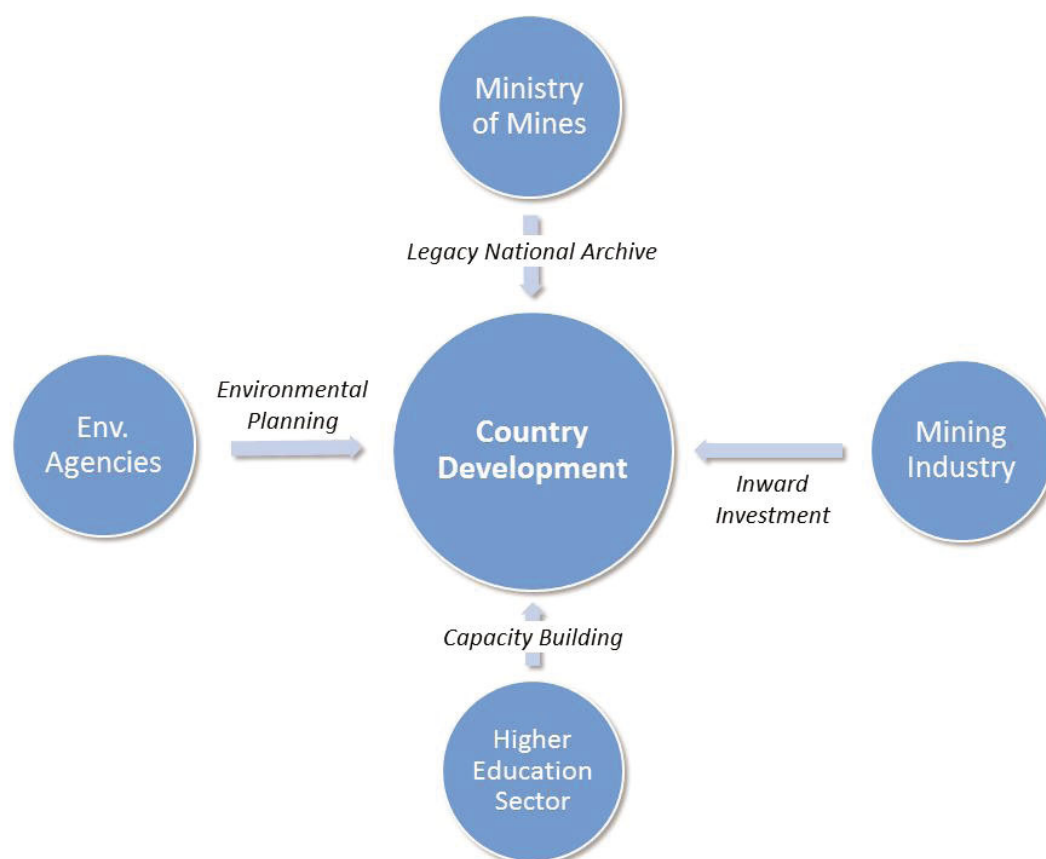 Ministry
of Mines
Legacy National Archive
Env.
Agencies
Environmental
Planning
Country
Development
Inward
Investment
Mining
Industry
Capacity Building
Higher
Education
Sector